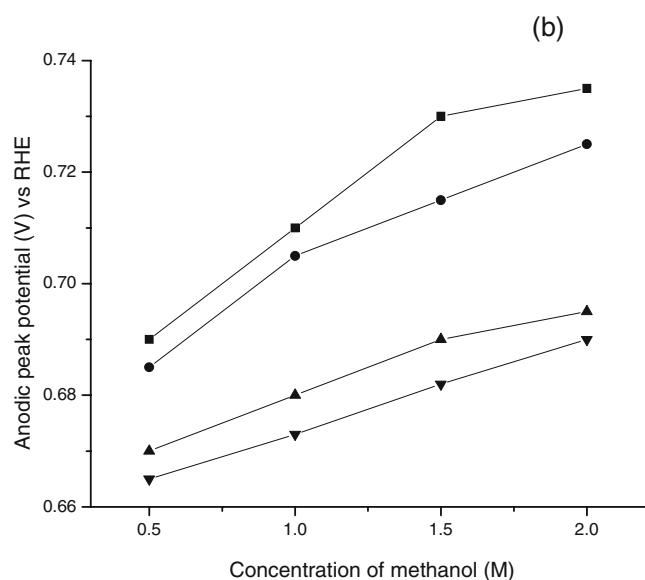 (b)
0.74
0.72
0.70
0.68
0.66
Anodic peak potential (V) vs RHE
0.5 1.0 1.5 2.0
Concentration of methanol (M)